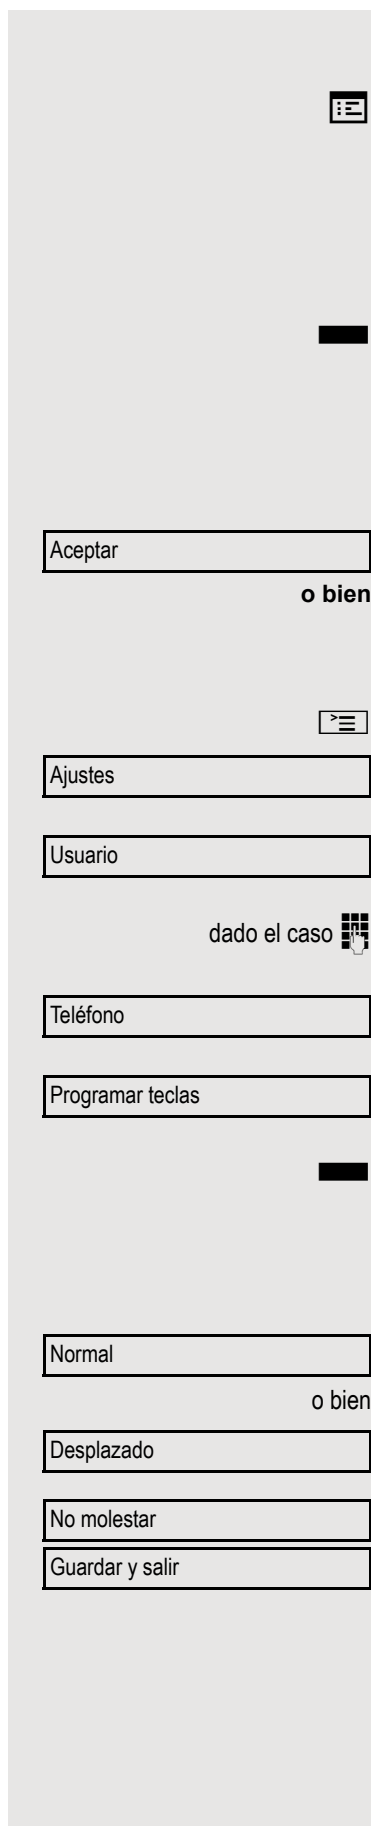 Aceptar
o bien
Ajustes
Usuario
dado el caso
Teléfono
Programar teclas
Normal
o bien
Desplazado
No molestar
Guardar y salir